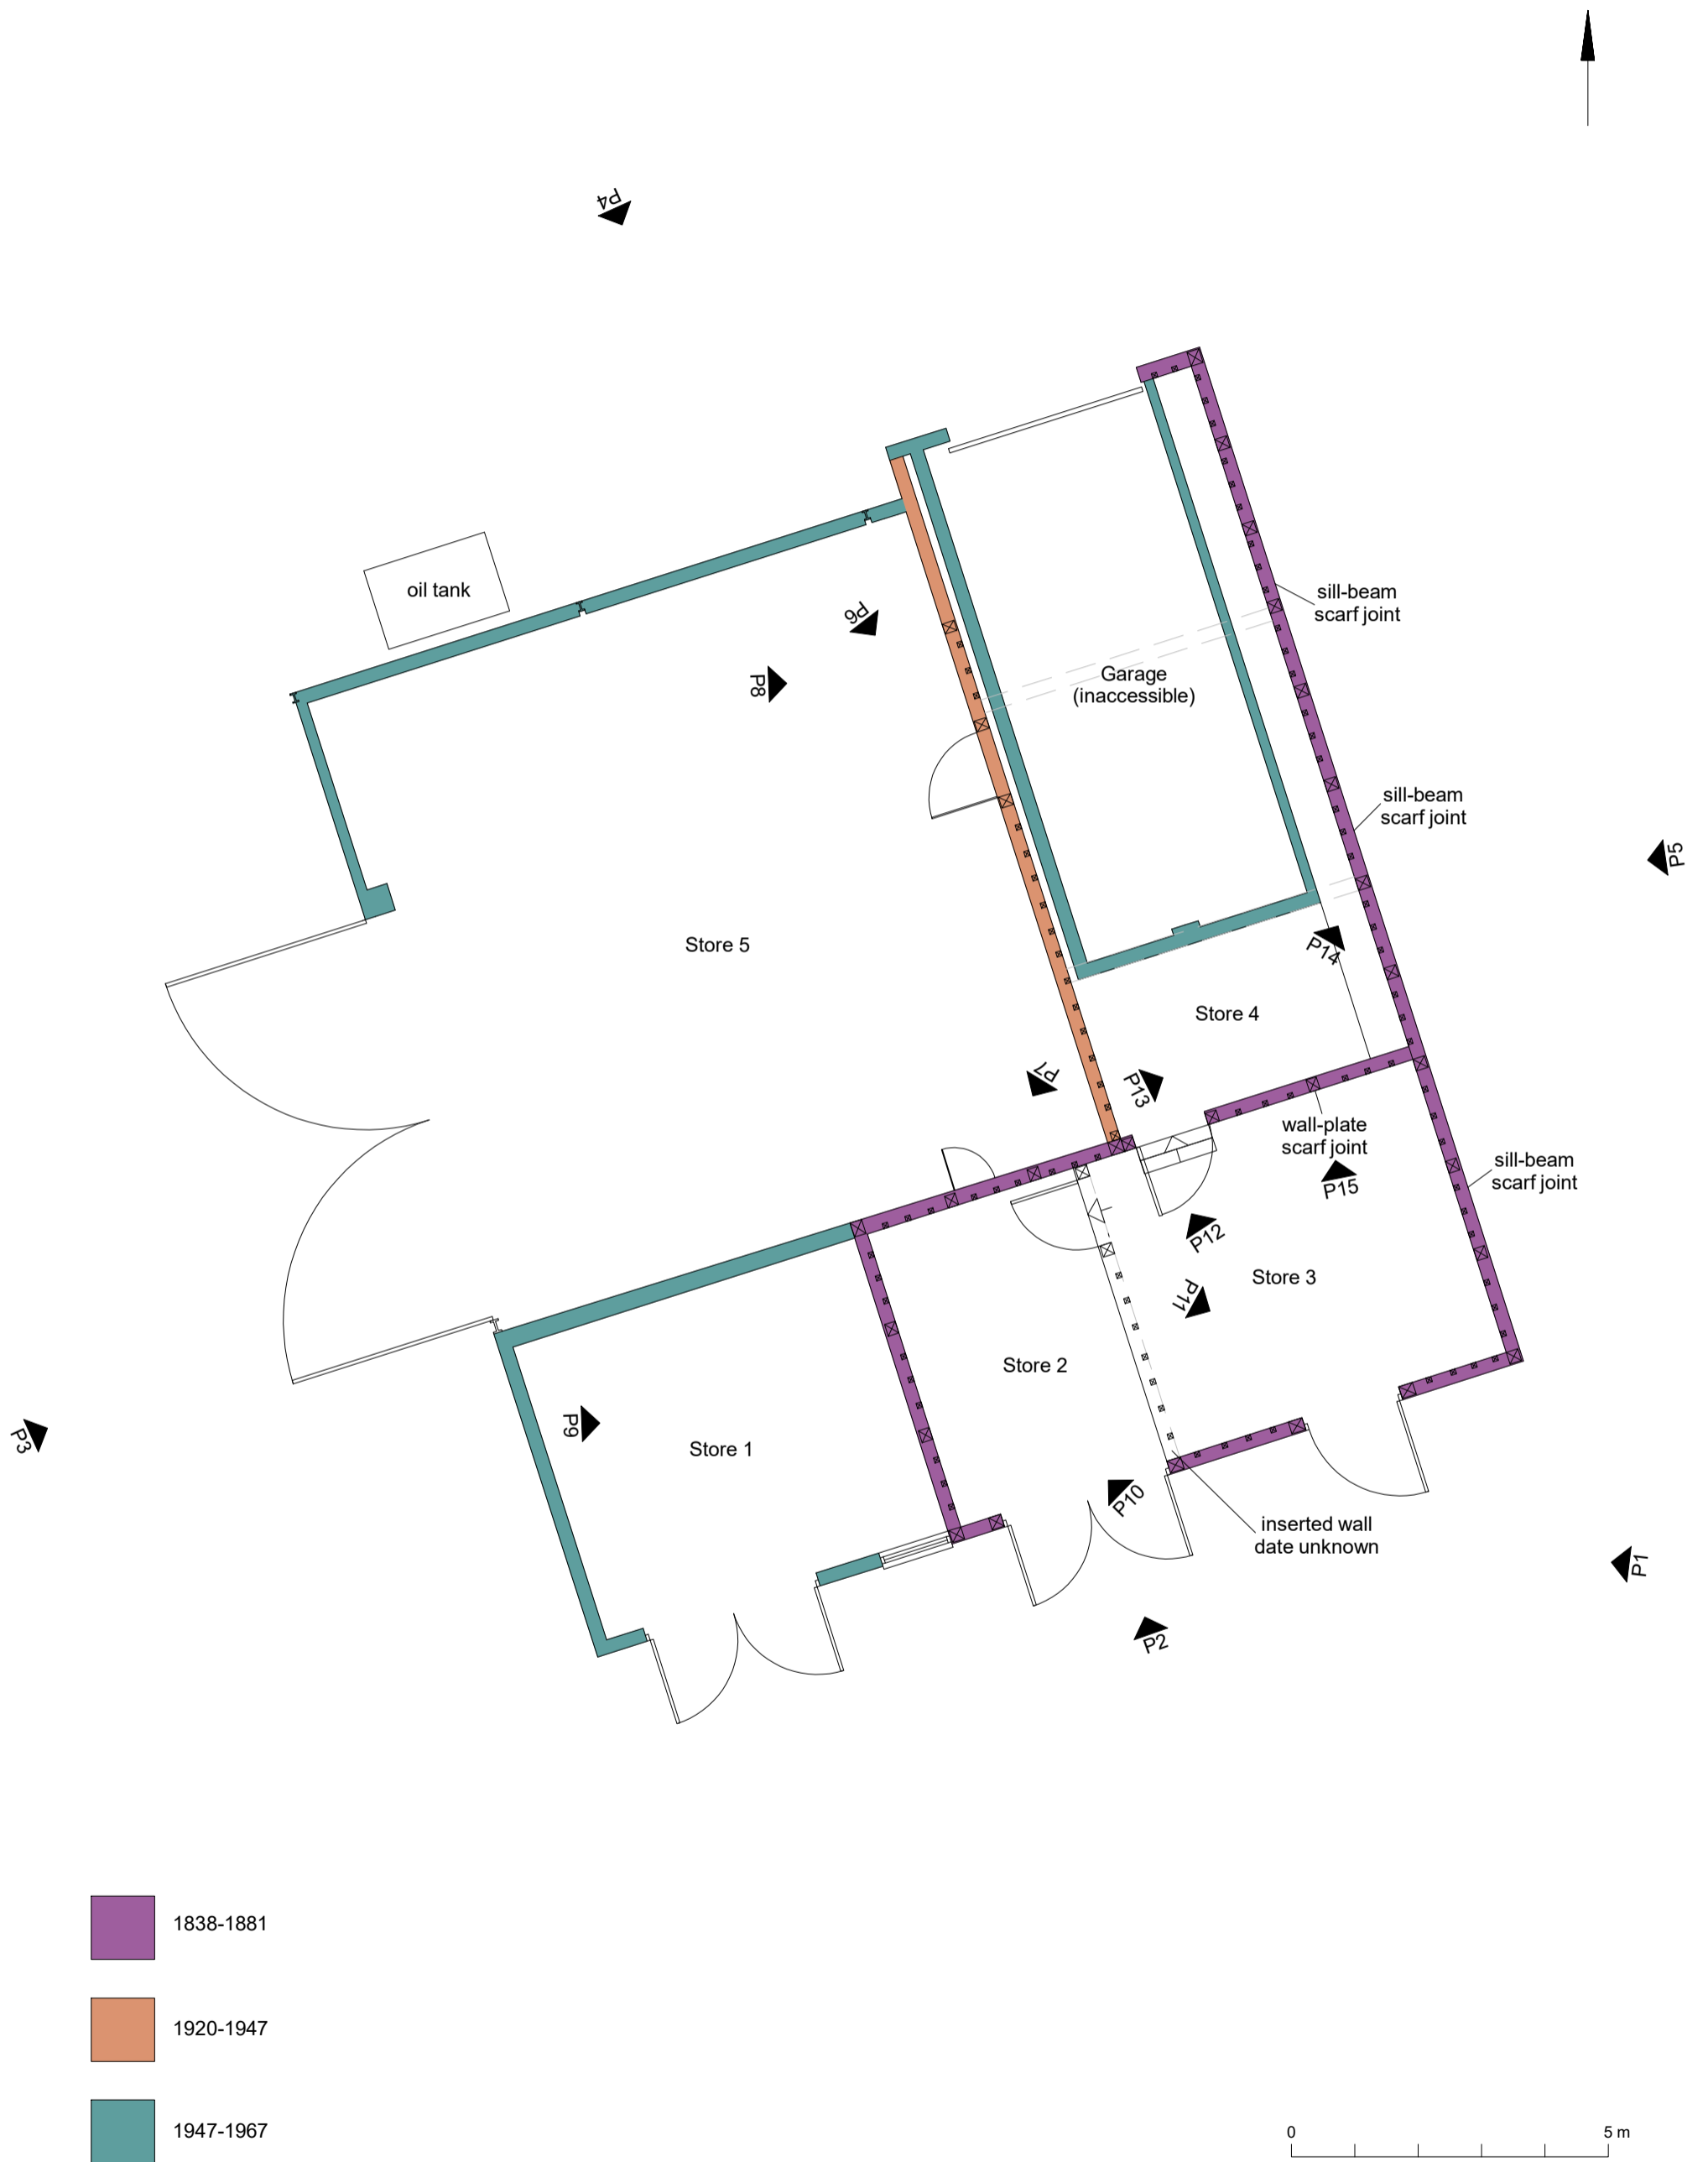 P4
oil tank
sill-beam
scarf joint
P6
P8
Garage
(inaccessible)
sill-beam
scarf joint
P5
P14
Store 5
Store 4
P7
P13
wall-plate
scarf joint
sill-beam
scarf joint
P15
P12
Store 3
P11
Store 2
P3
P9
Store 1
P10
inserted wall
date unknown
P1
P2
1838-1881
1920-1947
1947-1967
0 5 m